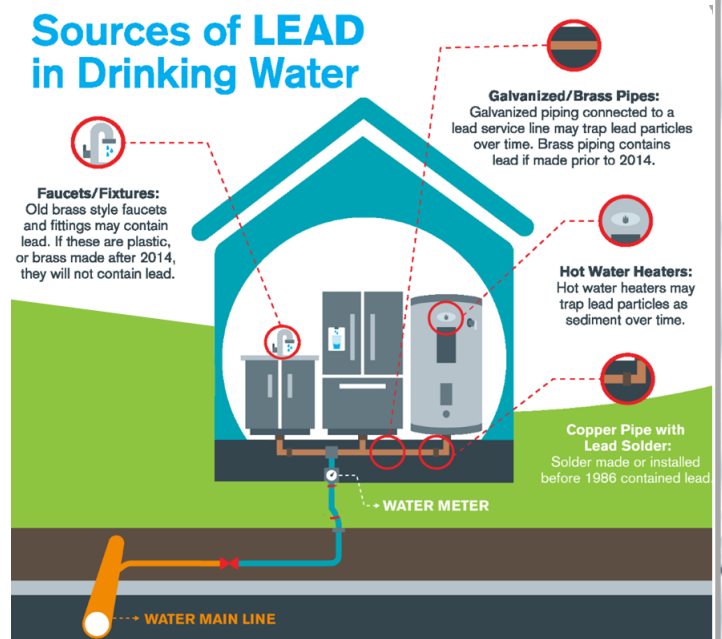 Sources of LEAD
in Drinking Water
Galvanized/Brass Pipes:
Galvanized piping connected to a
lead service line may trap lead particles
over time. Brass piping contains
lead if made prior to 2014.
Faucets/Fixtures:
Old brass style faucets
and fittings may contain
lead. If these are plastic,
or brass made after 2014,
they will not contain lead.
Hot Water Heaters:
Hot water heaters may
trap lead particles as
sediment over time.
Copper Pipe with
Lead Solder:
Solder made or installed
before 1986 contained lead.
WATER METER
WATER MAIN LINE